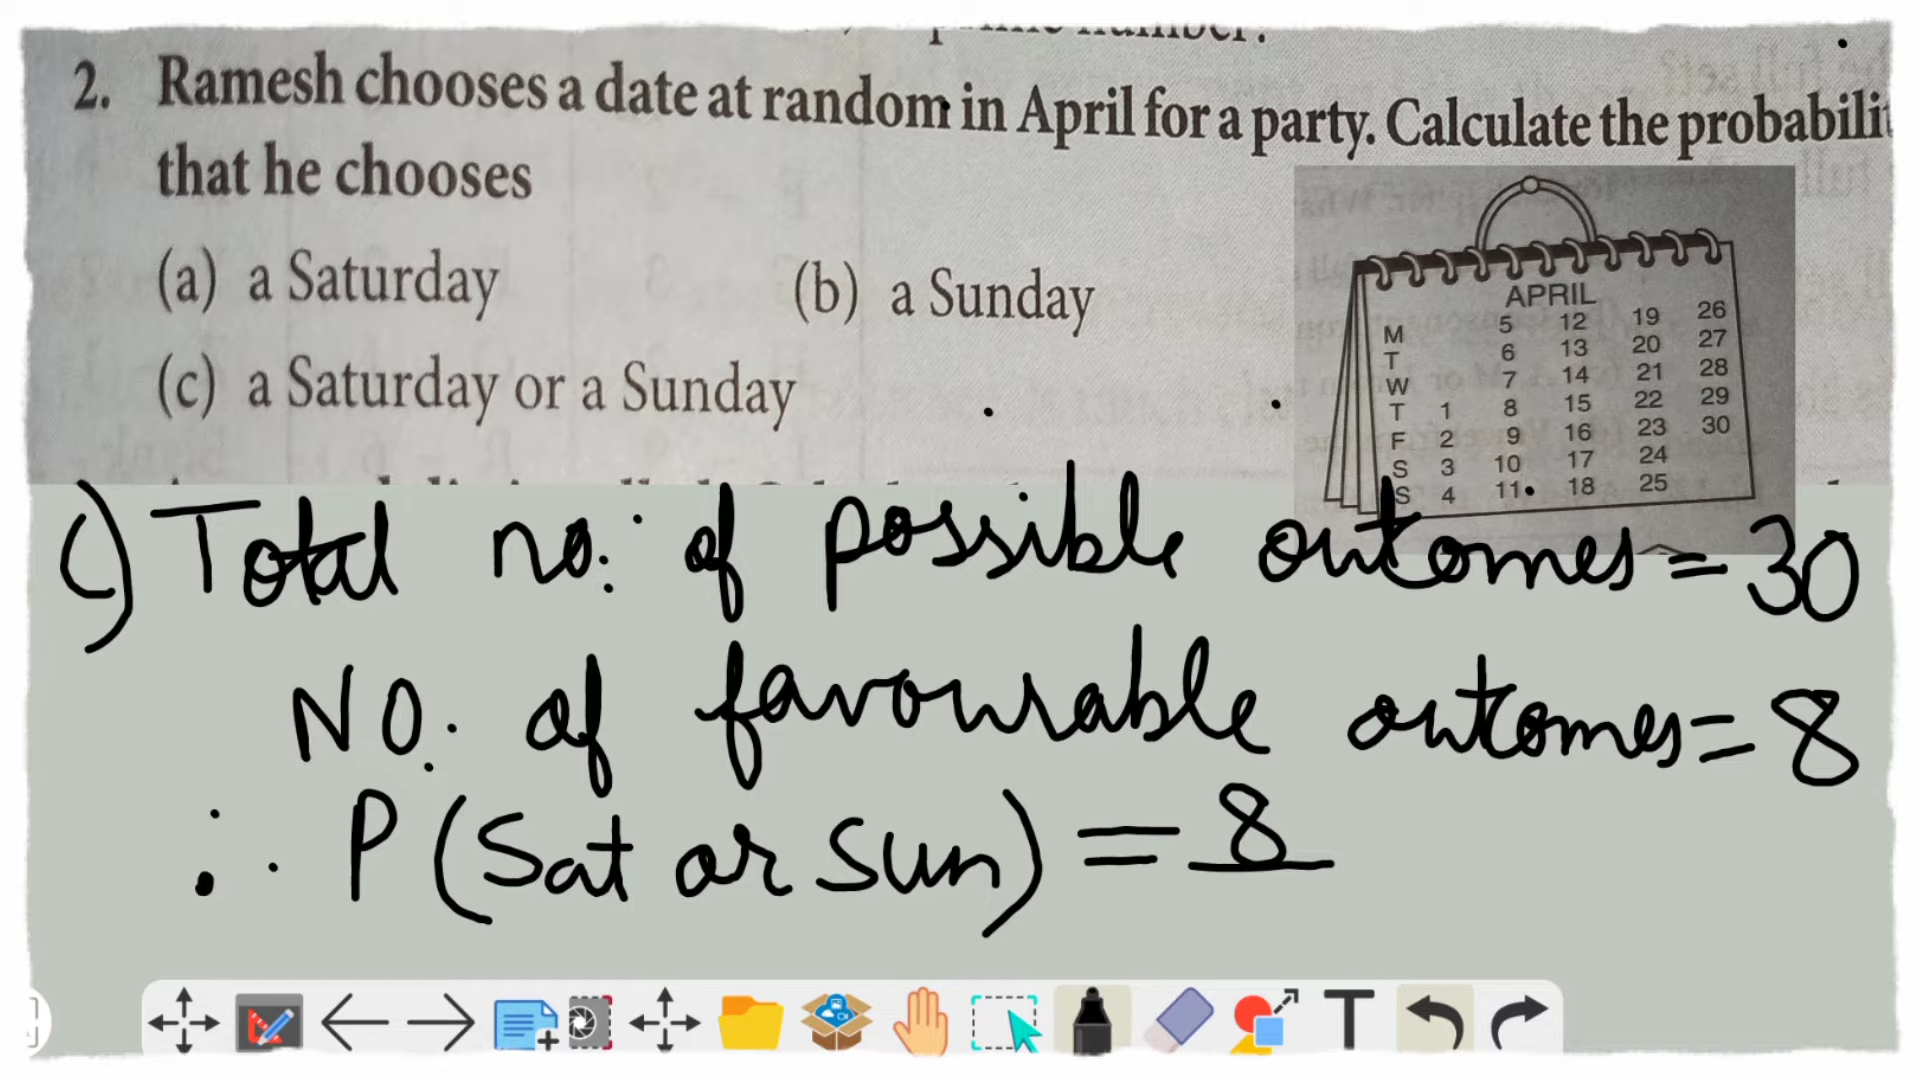 2. Ramesh chooses a date at random in April for a party. Calculate the probabili
that he chooses
(a) a Saturday (b) a Sunday
(c) a Saturday or a Sunday
APRIL
M 5 12 19 26
T 6 13 20 27
W 7 14 21 28
T 1 8 15 22 29
F 2 9 16 23 30
S 3 10 17 24
S 4 11 18 25
c) Total no. of possible outcomes = 30
NO. of favourable outcomes = 8
∴ P (Sat or Sun) = 8
T